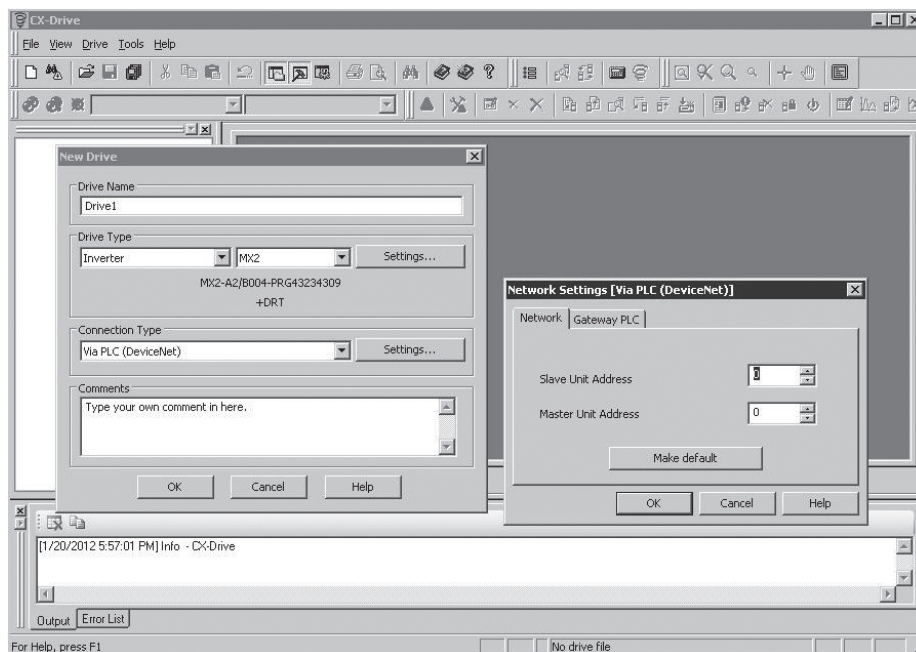 CX-Drive
File View Drive Tools Help
New Drive
Drive Name
Drive1
Drive Type
Inverter MX2 Settings...
MX2-A2/B004-PRG43234309
+DRT
Connection Type
Via PLC (DeviceNet) Settings...
Comments
Type your own comment in here.
OK Cancel Help
Network Settings [Via PLC (DeviceNet)]
Network Gateway PLC
Slave Unit Address 0
Master Unit Address 0
Make default
OK Cancel Help
[1/20/2012 5:57:01 PM] Info - CX-Drive
Output Error List
For Help, press F1 No drive file